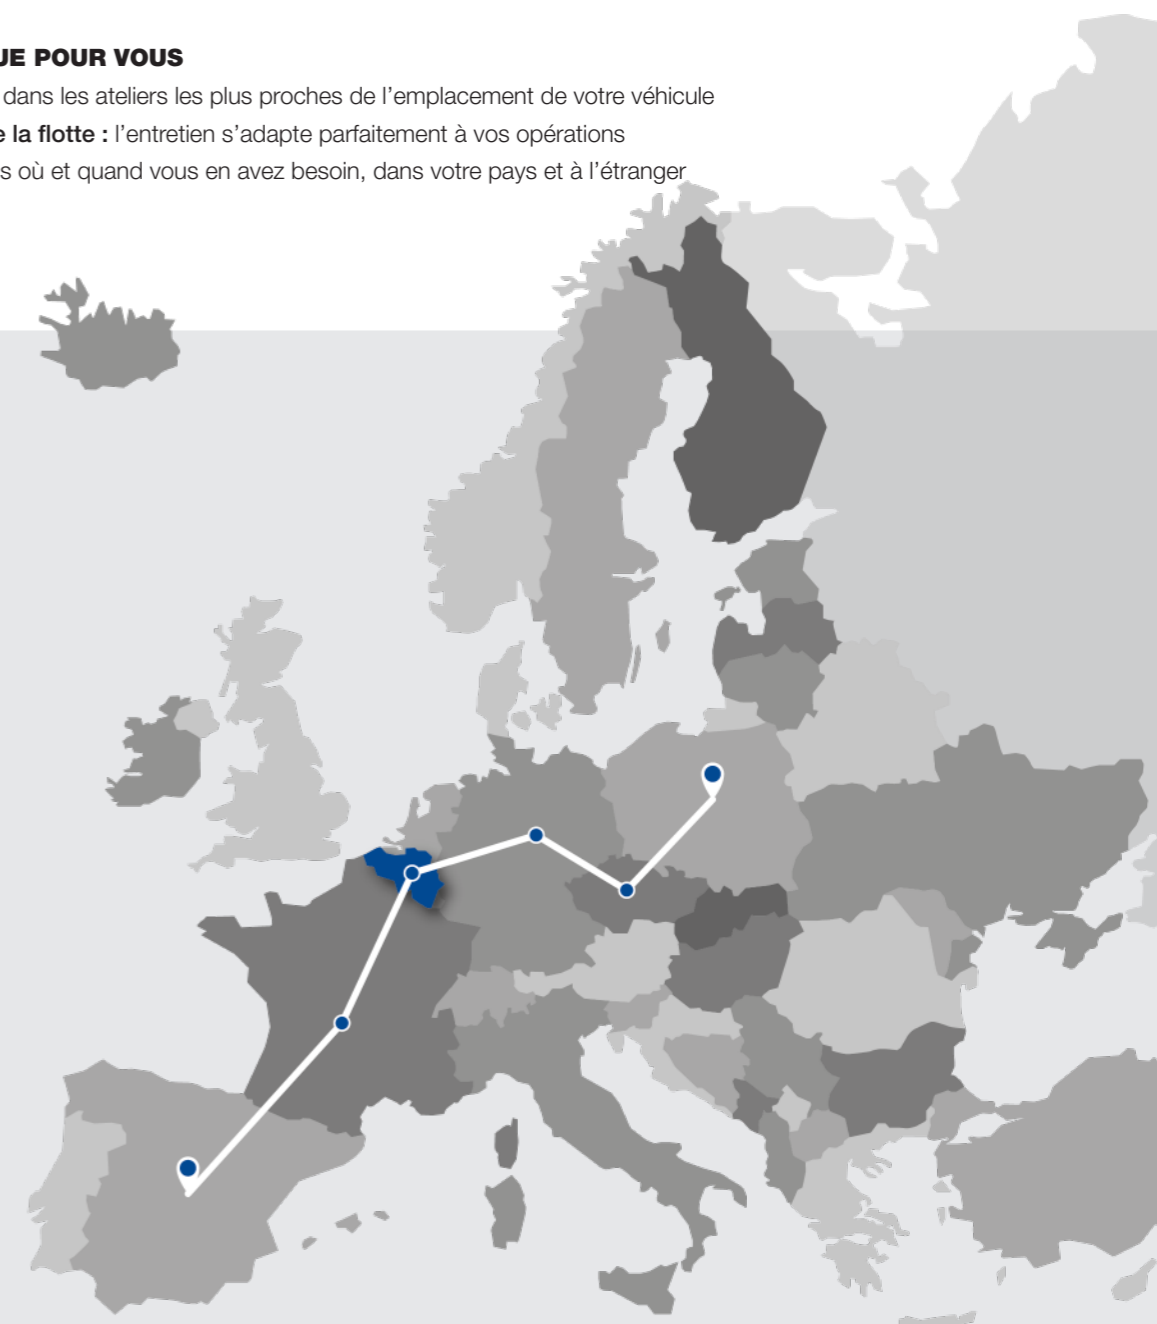 UE POUR VOUS
dans les ateliers les plus proches de l’emplacement de votre véhicule
e la flotte : l’entretien s’adapte parfaitement à vos opérations
s où et quand vous en avez besoin, dans votre pays et à l’étranger